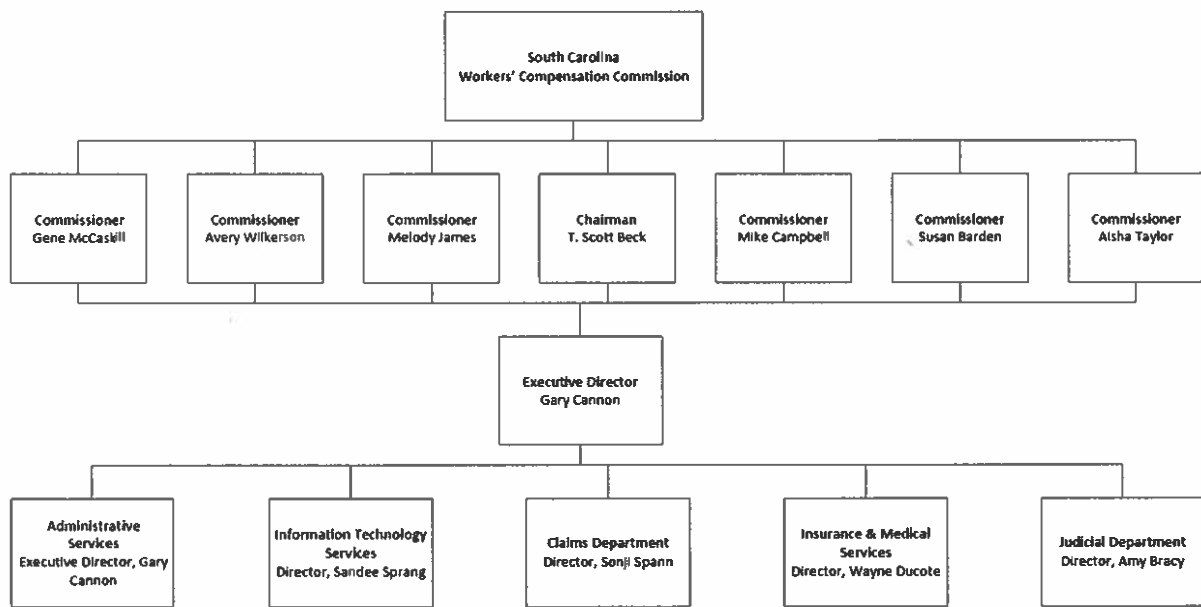 South Carolina
Workers' Compensation Commission
Commissioner
Gene McCaskill
Commissioner
Avery Wilkerson
Commissioner
Melody James
Chairman
T. Scott Beck
Commissioner
Mike Campbell
Commissioner
Susan Barden
Commissioner
Aisha Taylor
Executive Director
Gary Cannon
Administrative
Services
Executive Director, Gary
Cannon
Information Technology
Services
Director, Sandee Sprang
Claims Department
Director, Sonji Spann
Insurance & Medical
Services
Director, Wayne Ducote
Judicial Department
Director, Amy Bracy